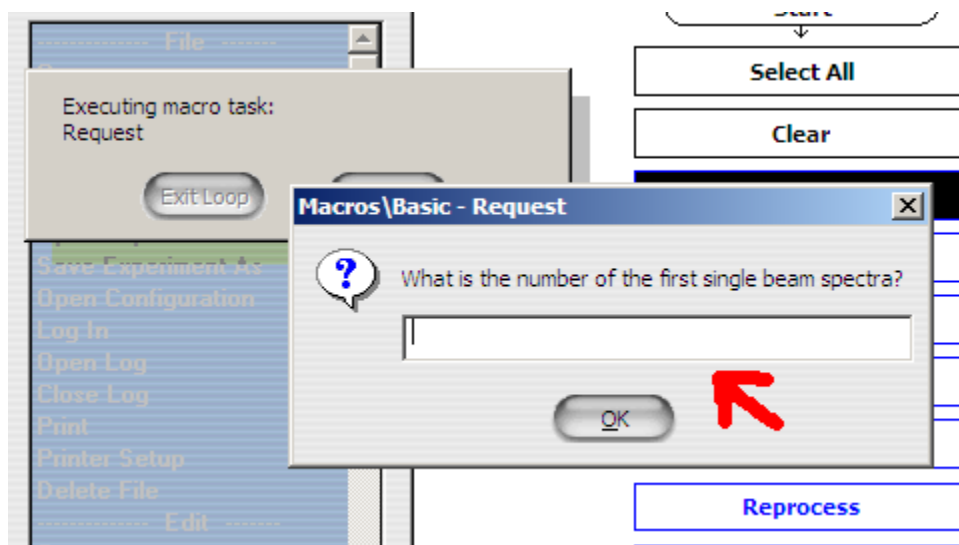 ------------- File -------
Start
Select All
Executing macro task:
Request
Clear
Exit Loop
Macros\Basic - Request
What is the number of the first single beam spectra?
OK
Save Experiment As
Open Configuration
Log In
Open Log
Close Log
Print
Printer Setup
Delete File
------------- Edit -------
Reprocess